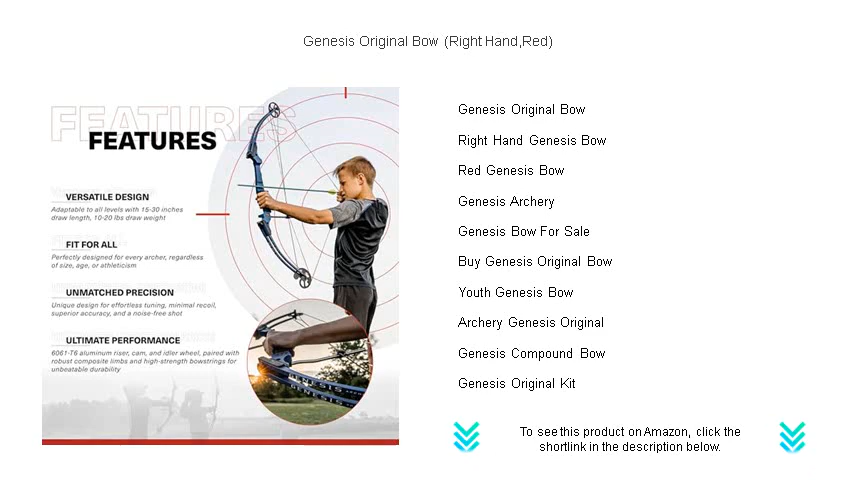 Genesis Original Bow (Right Hand,Red)
FEATURES
FEATURES
VERSATILE DESIGN
Adaptable to all levels with 15-30 inches
draw length, 10-20 lbs draw weight
FIT FOR ALL
Perfectly designed for every archer, regardless
of size, age, or athleticism
UNMATCHED PRECISION
Unique design for effortless tuning, minimal recoil,
superior accuracy, and a noise-free shot
ULTIMATE PERFORMANCE
6061-T6 aluminum riser, cam, and idler wheel, paired with
robust composite limbs and high-strength bowstrings for
unbeatable durability
GENESIS
GENESIS
Genesis Original Bow
Right Hand Genesis Bow
Red Genesis Bow
Genesis Archery
Genesis Bow For Sale
Buy Genesis Original Bow
Youth Genesis Bow
Archery Genesis Original
Genesis Compound Bow
Genesis Original Kit
To see this product on Amazon, click the
shortlink in the description below.